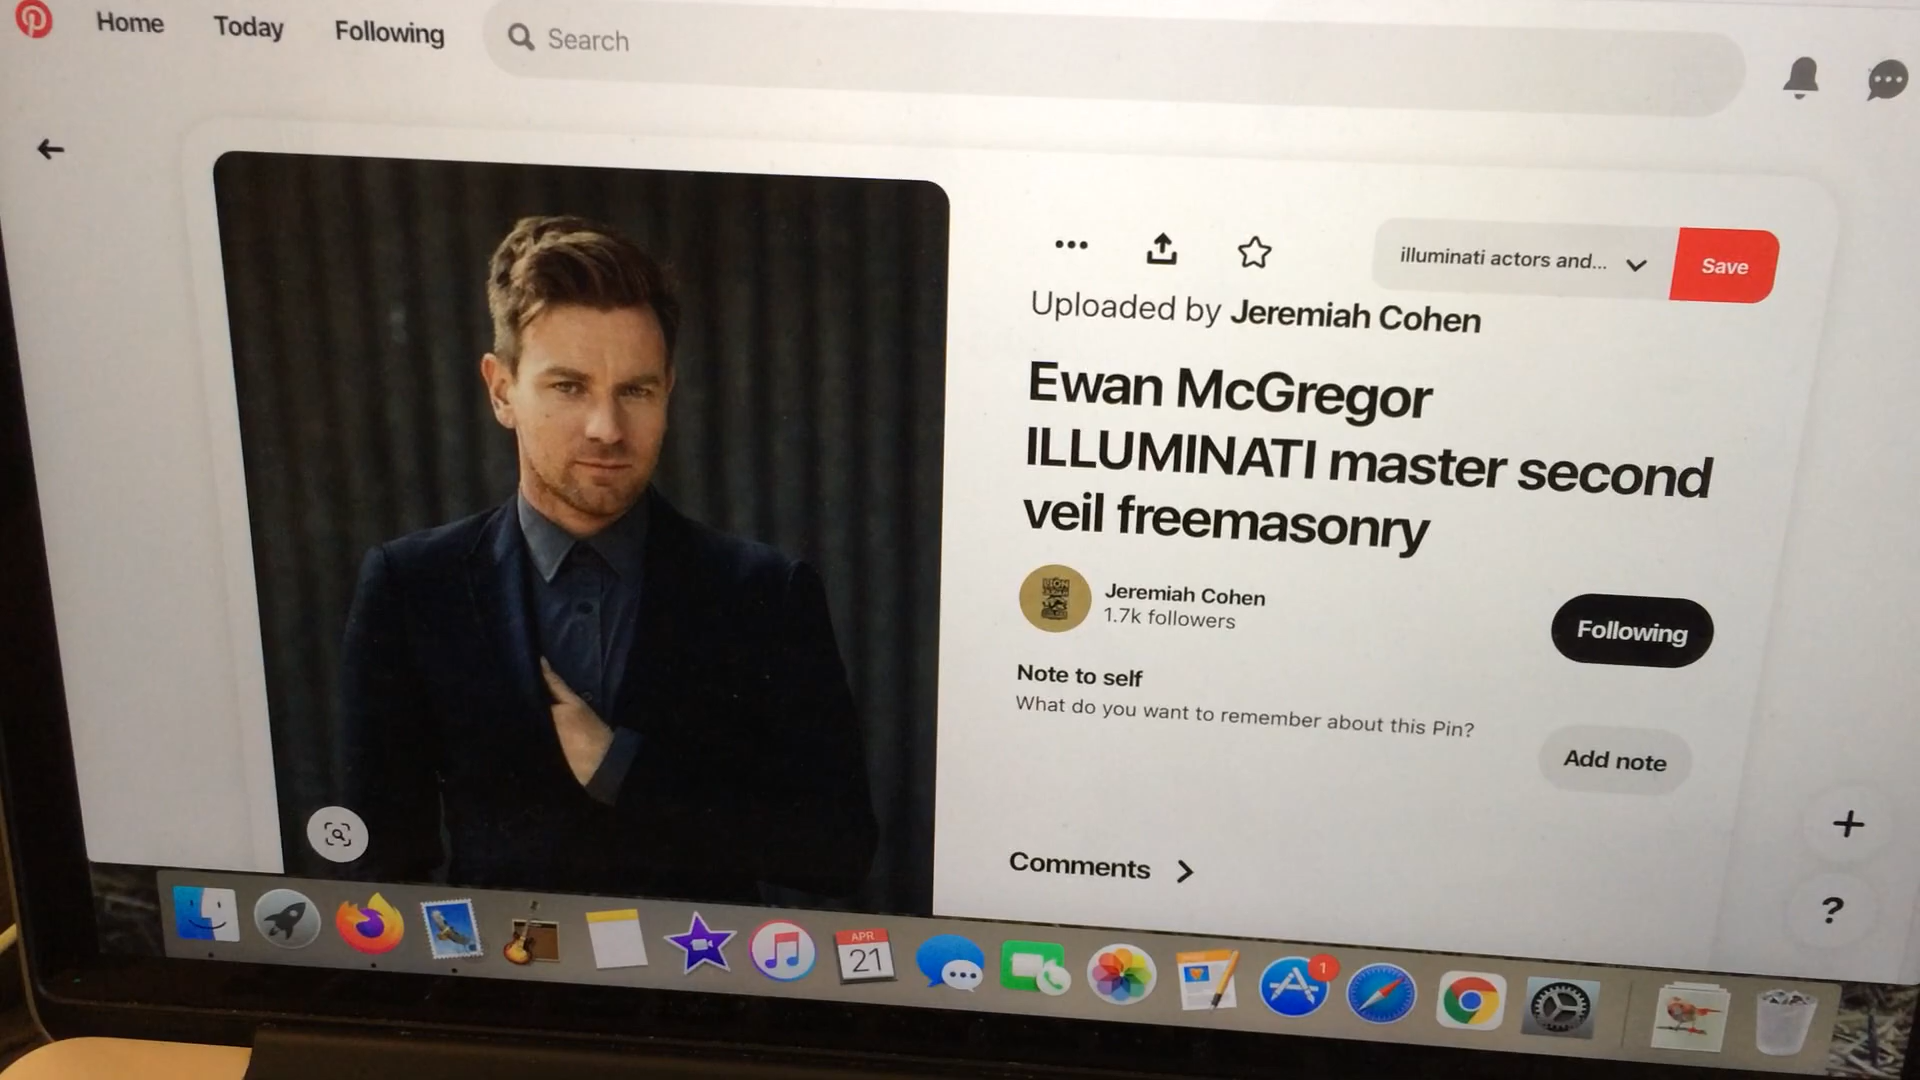 Home Today Following Search
illuminati actors and... Save
Uploaded by Jeremiah Cohen
Ewan McGregor
ILLUMINATI master second
veil freemasonry
Jeremiah Cohen
1.7k followers
Following
Note to self
What do you want to remember about this Pin?
Add note
Comments
?
APR
21
1